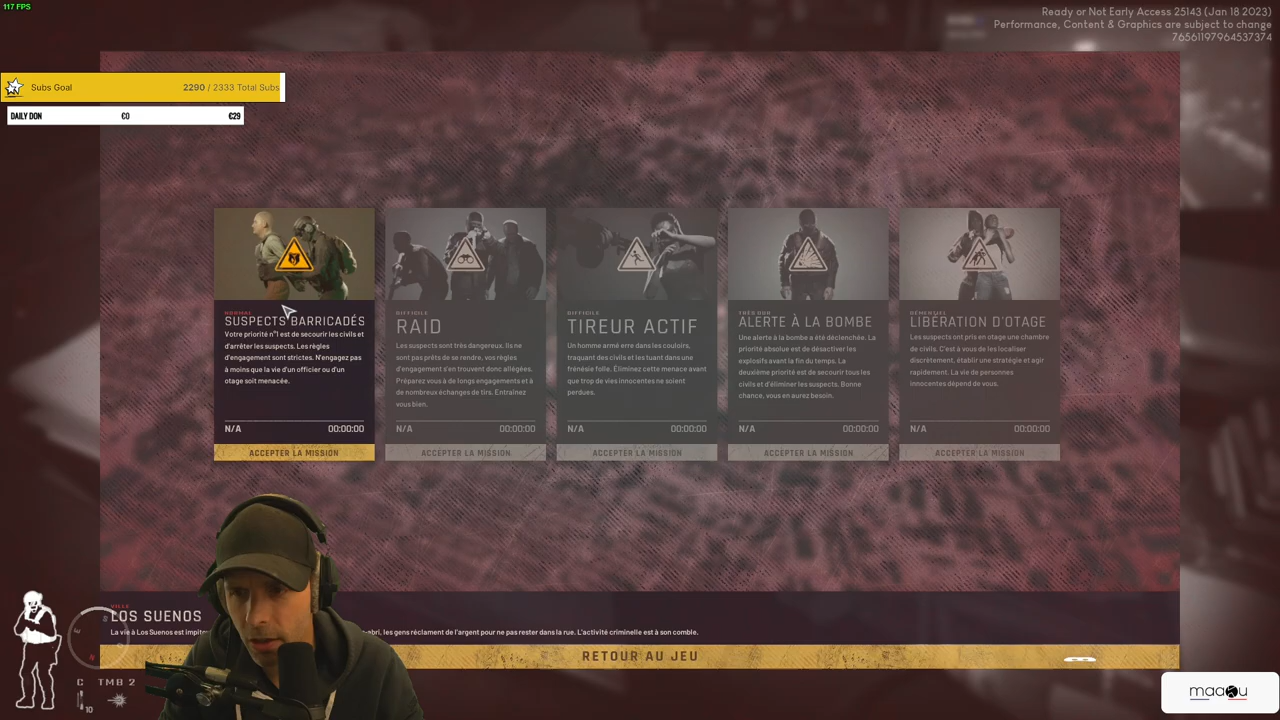 117 FPS
Ready or Not Early Access 25143 (Jan 18 2023)
Performance, Content & Graphics are subject to change
76561197964537374
Subs Goal
2290 / 2333 Total Subs
DAILY DON €0 €29
NORMAL
SUSPECTS BARRICADÉS
Votre priorité n°1 est de secourir les civils et
d'arrêter les suspects. Les règles
d'engagement sont strictes. N'engagez pas
à moins que la vie d'un officier ou d'un
otage soit menacée.
N/A 00:00:00
ACCEPTER LA MISSION
DIFFICILE
RAID
Les suspects sont très dangereux. Ils ne
sont pas prêts de se rendre, vos règles
d'engagement s'en trouvent donc allégées.
Préparez vous à de longs engagements et à
de nombreux échanges de tirs. Entraînez
vous bien.
N/A 00:00:00
ACCEPTER LA MISSION
DIFFICILE
TIREUR ACTIF
Un homme armé erre dans les couloirs,
traquant des civils et les tuant dans une
frénésie folle. Éliminez cette menace avant
que trop de vies innocentes ne soient
perdues.
N/A 00:00:00
ACCEPTER LA MISSION
TRÈS DUR
ALERTE À LA BOMBE
Une alerte à la bombe a été déclenchée. La
priorité absolue est de désactiver les
explosifs avant la fin du temps. La
deuxième priorité est de secourir tous les
civils et d'éliminer les suspects. Bonne
chance, vous en aurez besoin.
N/A 00:00:00
ACCEPTER LA MISSION
DÉMENTIEL
LIBÉRATION D'OTAGE
Les suspects ont pris en otage une chambre
de civils. C'est à vous de les localiser
discrètement, établir une stratégie et agir
rapidement. La vie de personnes
innocentes dépend de vous.
N/A 00:00:00
ACCEPTER LA MISSION
VILLE
LOS SUENOS
La vie à Los Suenos est abri, les gens réclament de l'argent pour ne pas rester dans la rue. L'activité criminelle est à son comble.
RETOUR AU JEU
C TMB 2
10
maaou